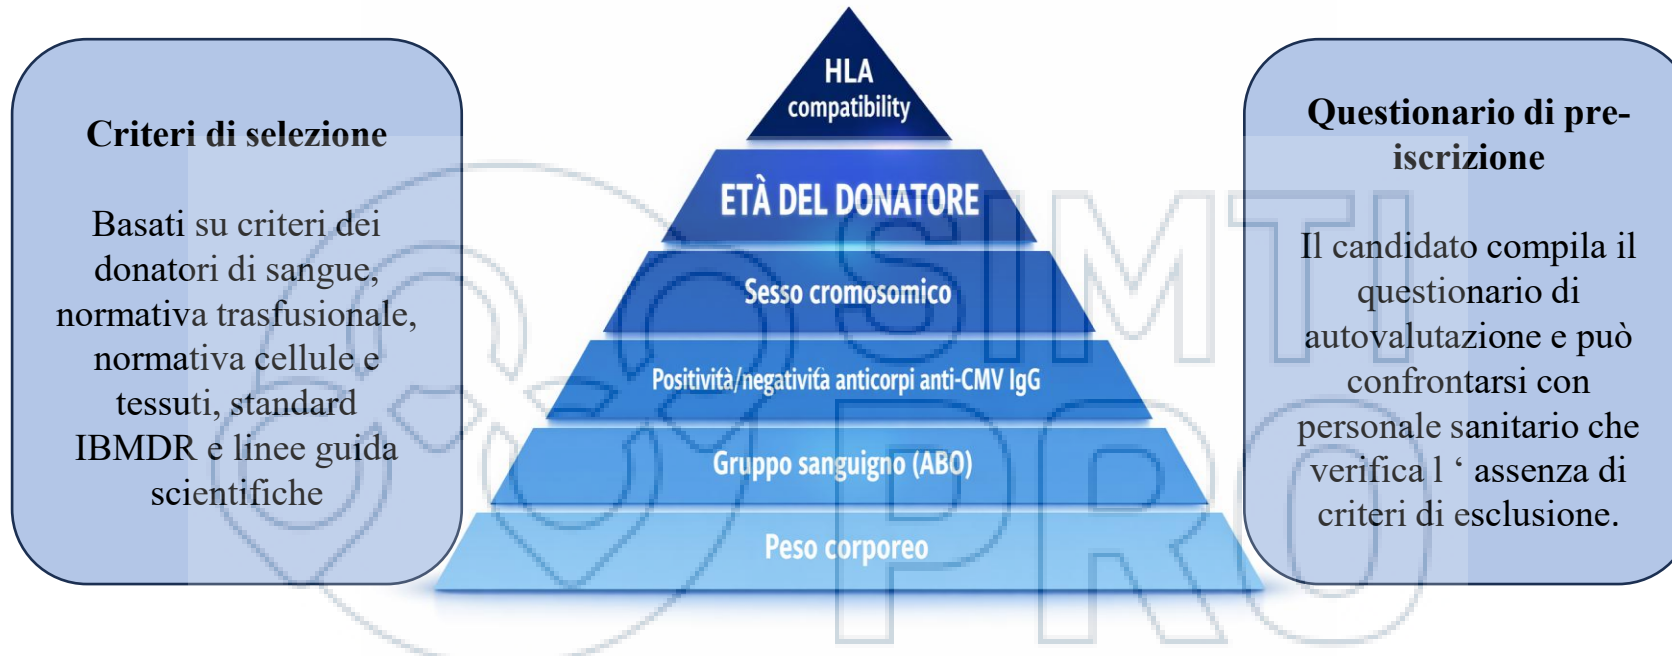 Criteri di selezione
Basati su criteri dei
donatori di sangue,
normativa trasfusionale,
normativa cellule e
tessuti, standard
IBMDR e linee guida
scientifiche
HLA
compatibility
ETÀ DEL DONATORE
Sesso cromosomico
Positività/negatività anticorpi anti-CMV IgG
Gruppo sanguigno (ABO)
Peso corporeo
Questionario di pre-
iscrizione
Il candidato compila il
questionario di
autovalutazione e può
confrontarsi con
personale sanitario che
verifica l ‘ assenza di
criteri di esclusione.
SIMTI
PRO